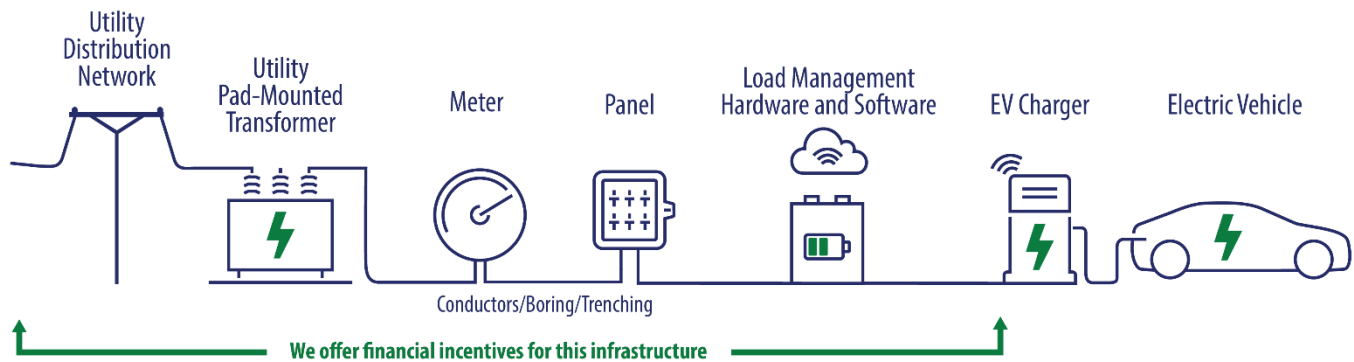 Utility
Distribution
Network
Utility
Pad-Mounted
Transformer
Meter
Panel
Load Management
Hardware and Software
EV Charger
Electric Vehicle
Conductors/Boring/Trenching
We offer financial incentives for this infrastructure